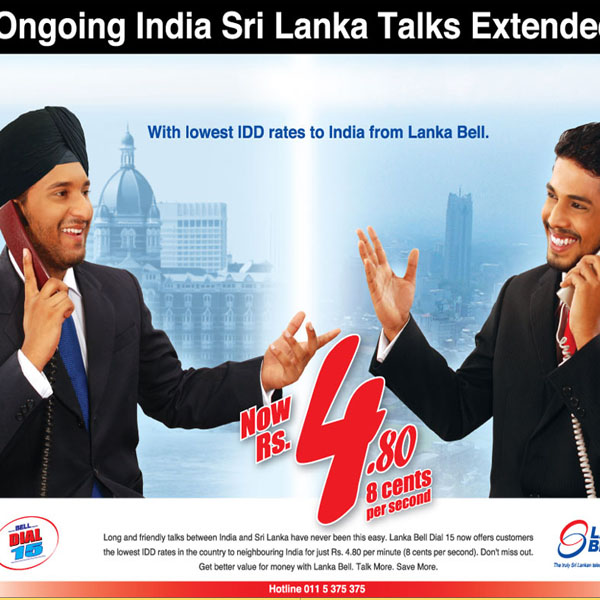 Ongoing India Sri Lanka Talks Extended
With lowest IDD rates to India from Lanka Bell.
Now
Rs.
4.80
8 cents
per second
BELL
DIAL
15
Long and friendly talks between India and Sri Lanka have never been this easy. Lanka Bell Dial 15 now offers customers
the lowest IDD rates in the country to neighbouring India for just Rs. 4.80 per minute (8 cents per second). Don't miss out.
Get better value for money with Lanka Bell. Talk More. Save More.
The truly Sri Lankan
Hotline 011 5 375 375